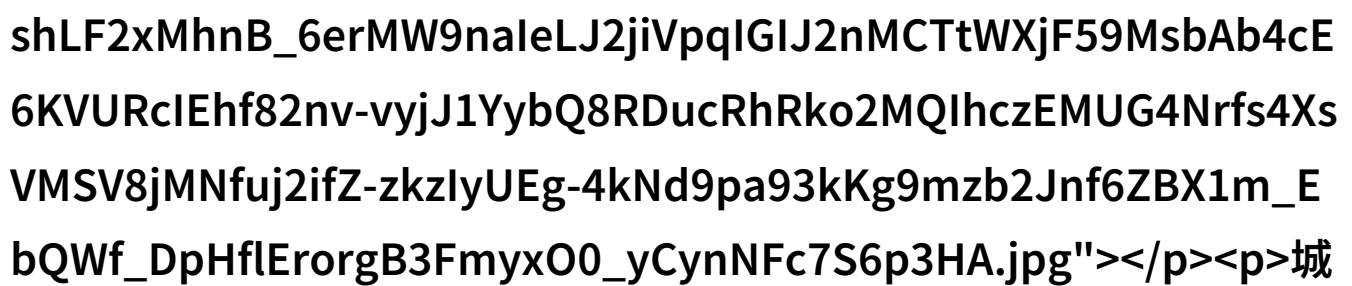 shLF2xMhnB_6erMW9naIeLJ2jiVpqIGIJ2nMCTtWXjF59MsbAb4cE
6KVURcIEhf82nv-vyjJ1YybQ8RDucRhRko2MQIhczEMUG4Nrfs4Xs
VMSV8jMNfuj2ifZ-zkzIyUEg-4kNd9pa93kKg9mzb2Jnf6ZBX1m_E
bQWf_DpHflErorgB3FmyxO0_yCynNFc7S6p3HA.jpg"></p><p>城